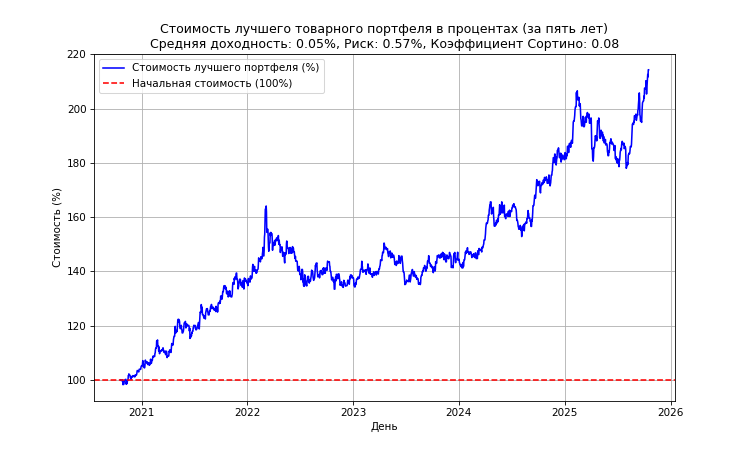 Стоимость лучшего товарного портфеля в процентах (за пять лет)
Средняя доходность: 0.05%, Риск: 0.57%, Коэффициент Сортино: 0.08
Стоимость лучшего портфеля (%)
Начальная стоимость (100%)
Стоимость (%)
220
200
180
160
140
120
100
2021
2022
2023
2024
2025
2026
День